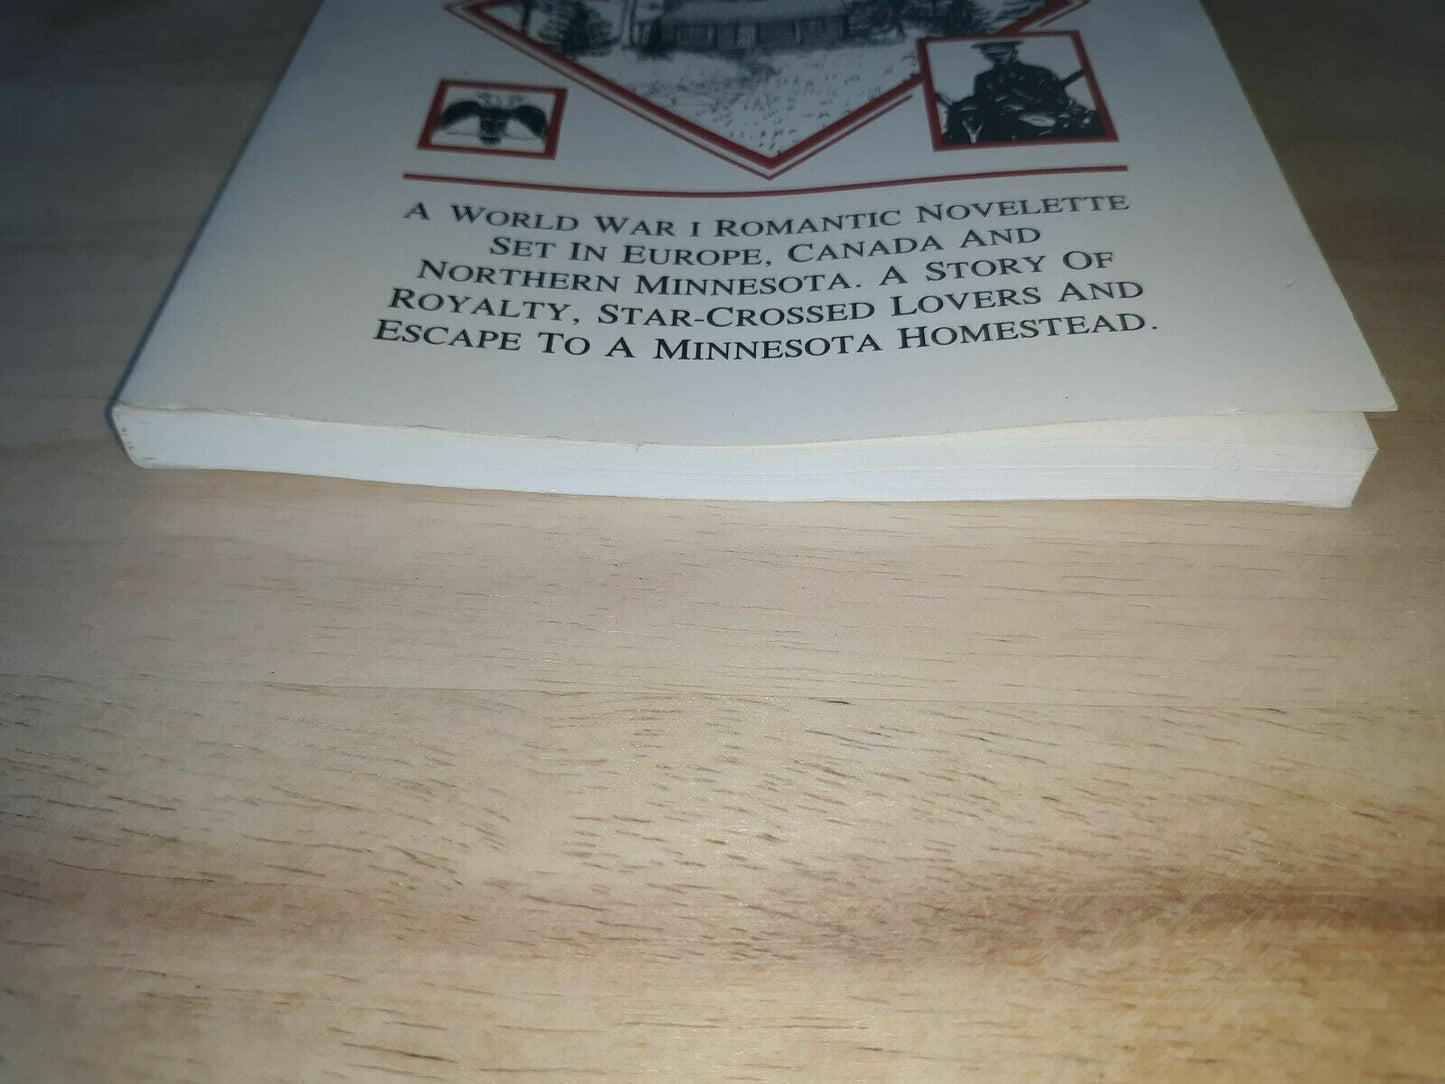 A WORLD WAR I ROMANTIC NOVELETTE
SET IN EUROPE, CANADA AND
NORTHERN MINNESOTA. A STORY OF
ROYALTY, STAR-CROSSED LOVERS AND
ESCAPE TO A MINNESOTA HOMESTEAD.